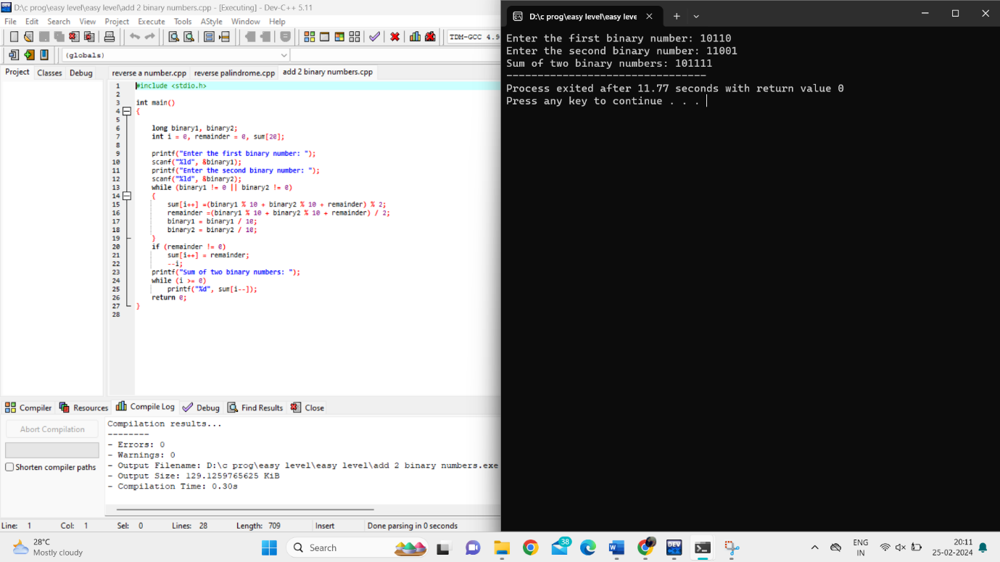 D:\c prog\easy level\easy level\add 2 binary numbers.cpp - [Executing] - Dev-C++ 5.11
File Edit Search View Project Execute Tools AStyle Window Help
TDM-GCC 4.9
(globals)
Project Classes Debug
reverse a number.cpp reverse palindrome.cpp add 2 binary numbers.cpp
1 #include <stdio.h>
2
3 int main()
4 {
5
6 long binary1, binary2;
7 int i = 0, remainder = 0, sum[20];
8
9 printf("Enter the first binary number: ");
10 scanf("%ld", &binary1);
11 printf("Enter the second binary number: ");
12 scanf("%ld", &binary2);
13 while (binary1 != 0 || binary2 != 0)
14 {
15 sum[i++] =(binary1 % 10 + binary2 % 10 + remainder) % 2;
16 remainder =(binary1 % 10 + binary2 % 10 + remainder) / 2;
17 binary1 = binary1 / 10;
18 binary2 = binary2 / 10;
19 }
20 if (remainder != 0)
21 sum[i++] = remainder;
22 --i;
23 printf("Sum of two binary numbers: ");
24 while (i >= 0)
25 printf("%d", sum[i--]);
26 return 0;
27 }
28
Compiler Resources Compile Log Debug Find Results Close
Abort Compilation
Shorten compiler paths
Compilation results...
--------
- Errors: 0
- Warnings: 0
- Output Filename: D:\c prog\easy level\easy level\add 2 binary numbers.exe
- Output Size: 129.1259765625 KiB
- Compilation Time: 0.30s
Line: 1 Col: 1 Sel: 0 Lines: 28 Length: 709 Insert Done parsing in 0 seconds
D:\c prog\easy level\easy leve
Enter the first binary number: 10110
Enter the second binary number: 11001
Sum of two binary numbers: 101111
--------------------------------
Process exited after 11.77 seconds with return value 0
Press any key to continue . . .
28°C
Mostly cloudy
Search
38
DEV
ENG
IN
20:11
25-02-2024